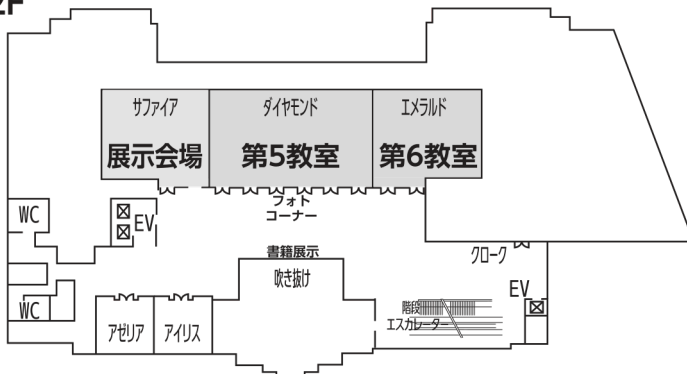 2F
サファイア
展示会場
ダイヤモンド
第5教室
エメラルド
第6教室
フォト
コーナー
WC
EV
書籍展示
吹き抜け
クローク
EV
WC
アゼリア
アイリス
階段
エスカレーター